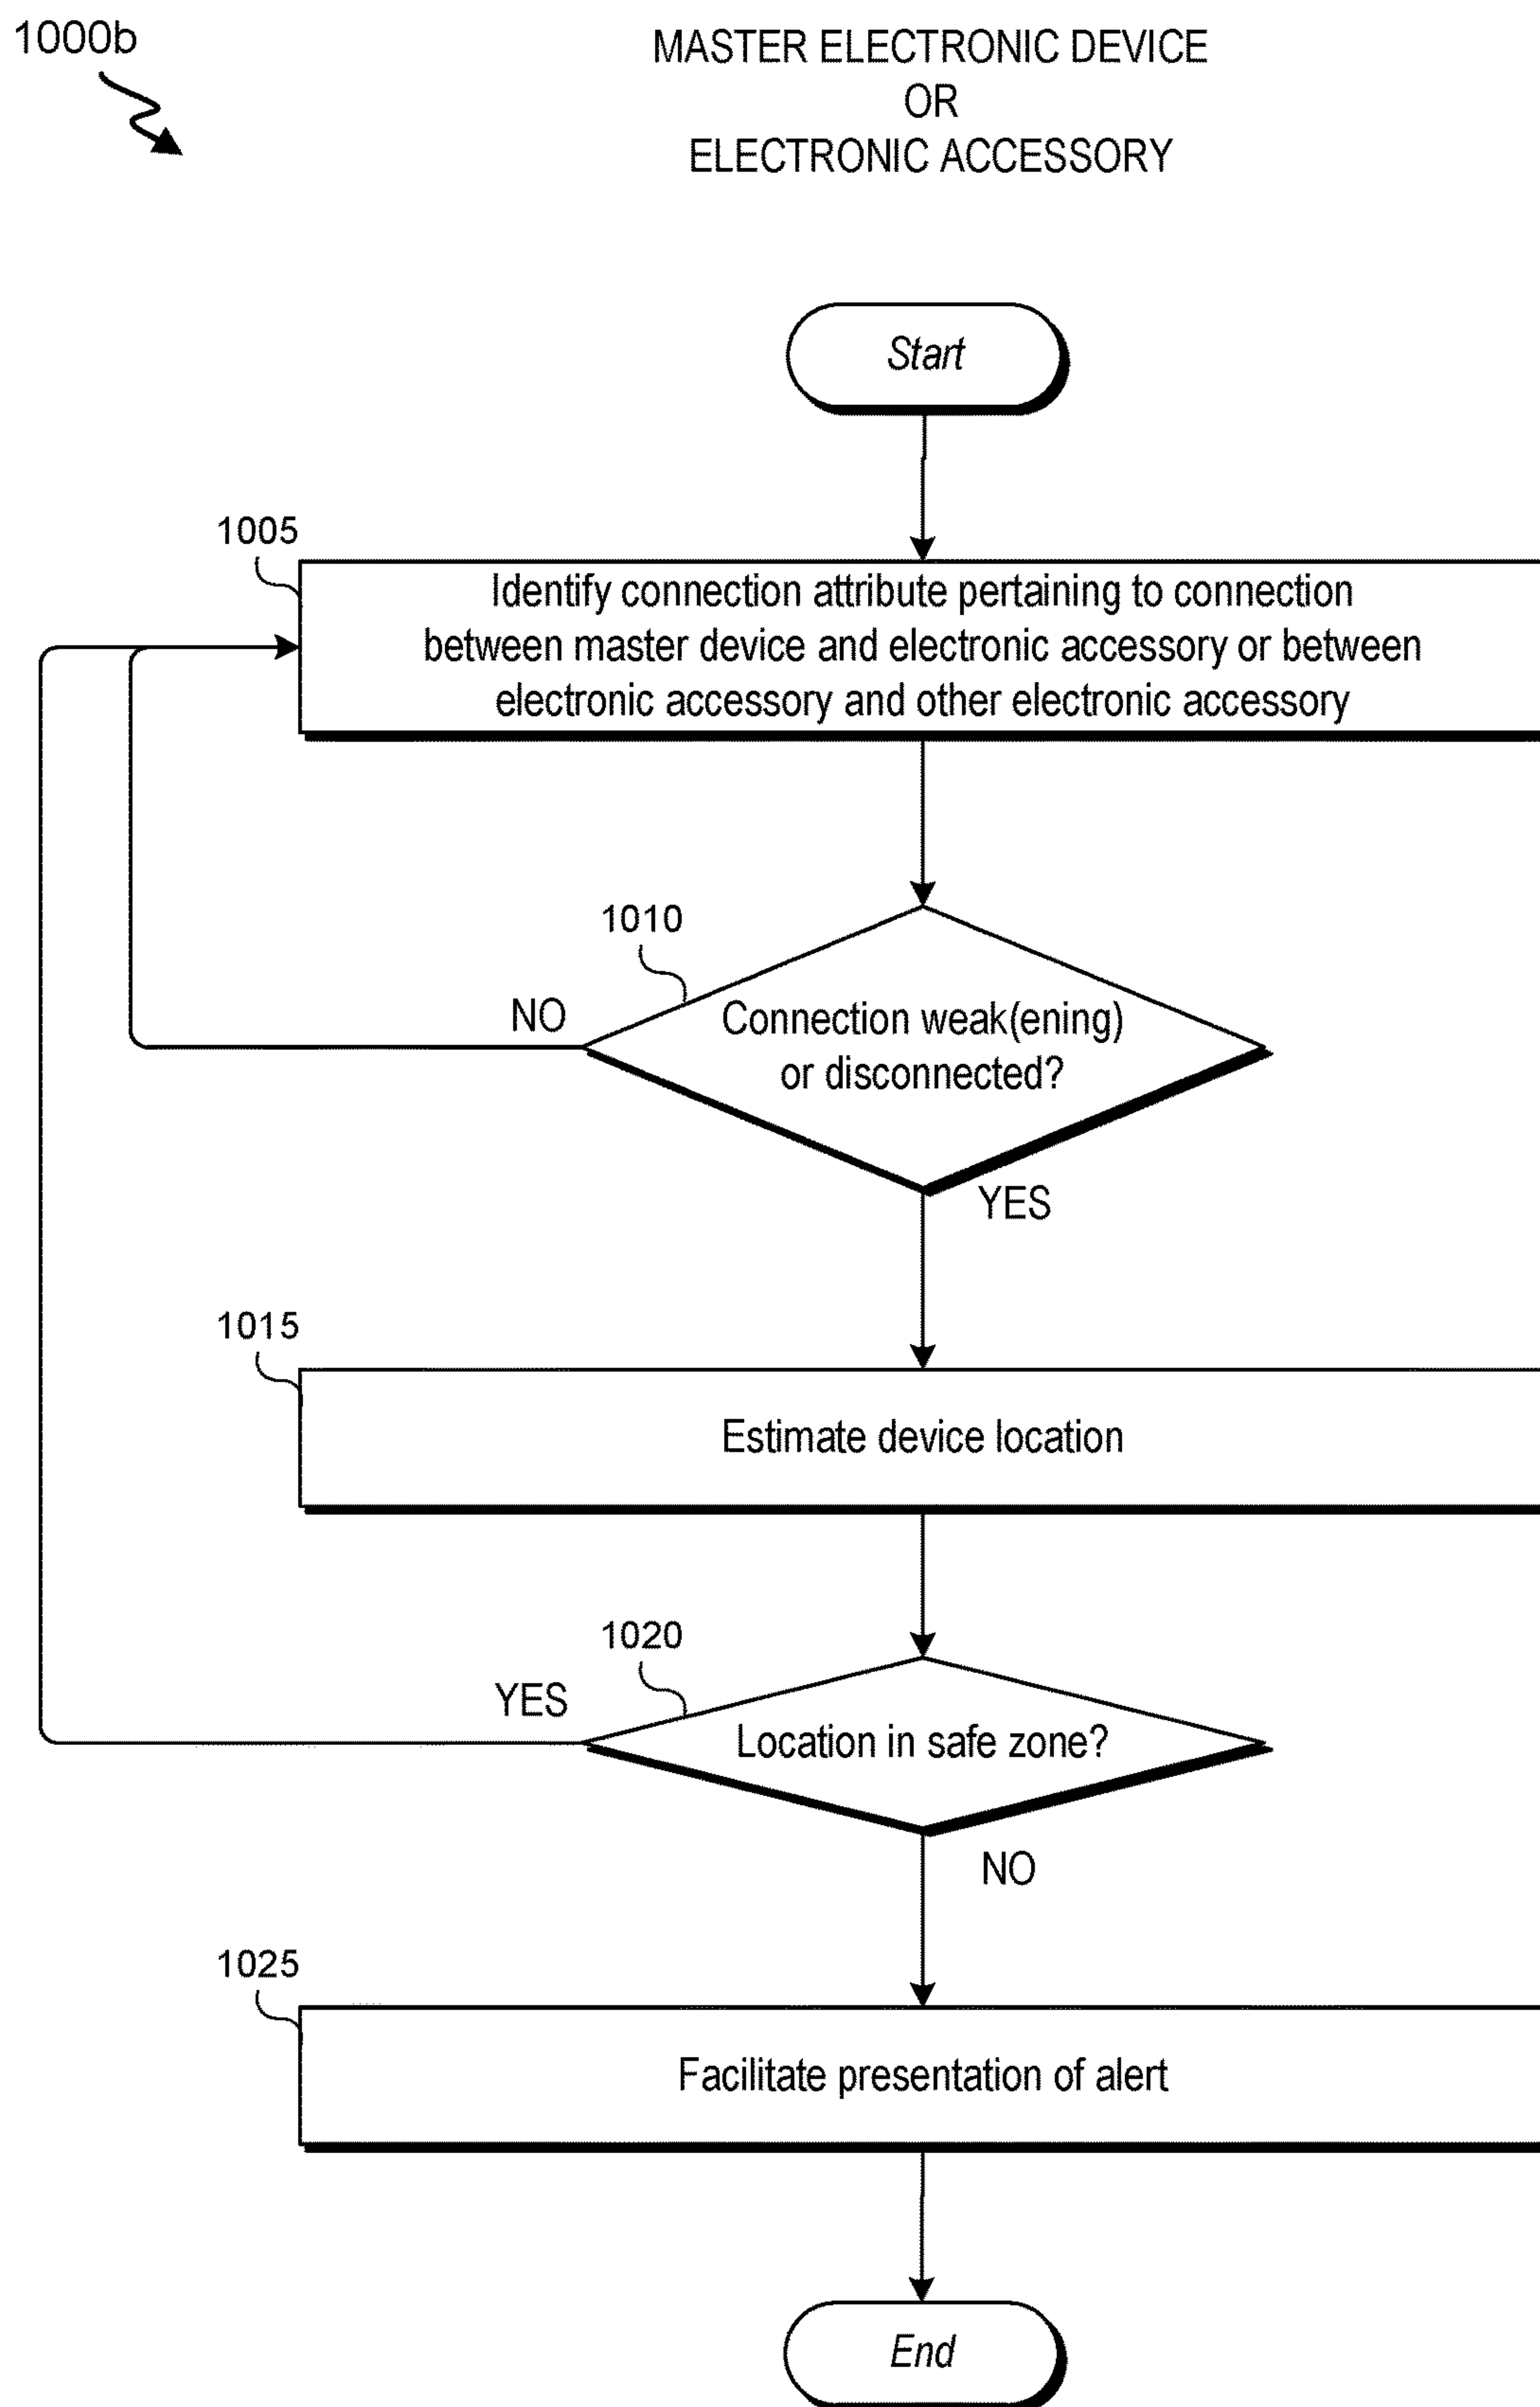 1000b
MASTER ELECTRONIC DEVICE
OR
ELECTRONIC ACCESSORY
Start
1005
Identify connection attribute pertaining to connection
between master device and electronic accessory or between
electronic accessory and other electronic accessory
1010
NO
Connection weak(ening)
or disconnected?
YES
1015
Estimate device location
1020
YES
Location in safe zone?
NO
1025
Facilitate presentation of alert
End